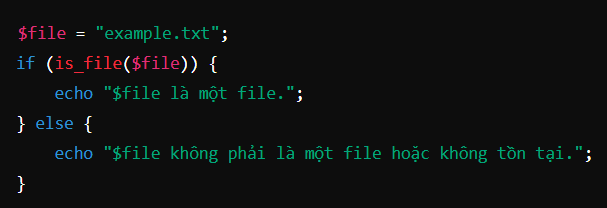 $file = "example.txt";
if (is_file($file)) {
    echo "$file là một file.";
} else {
    echo "$file không phải là một file hoặc không tồn tại.";
}